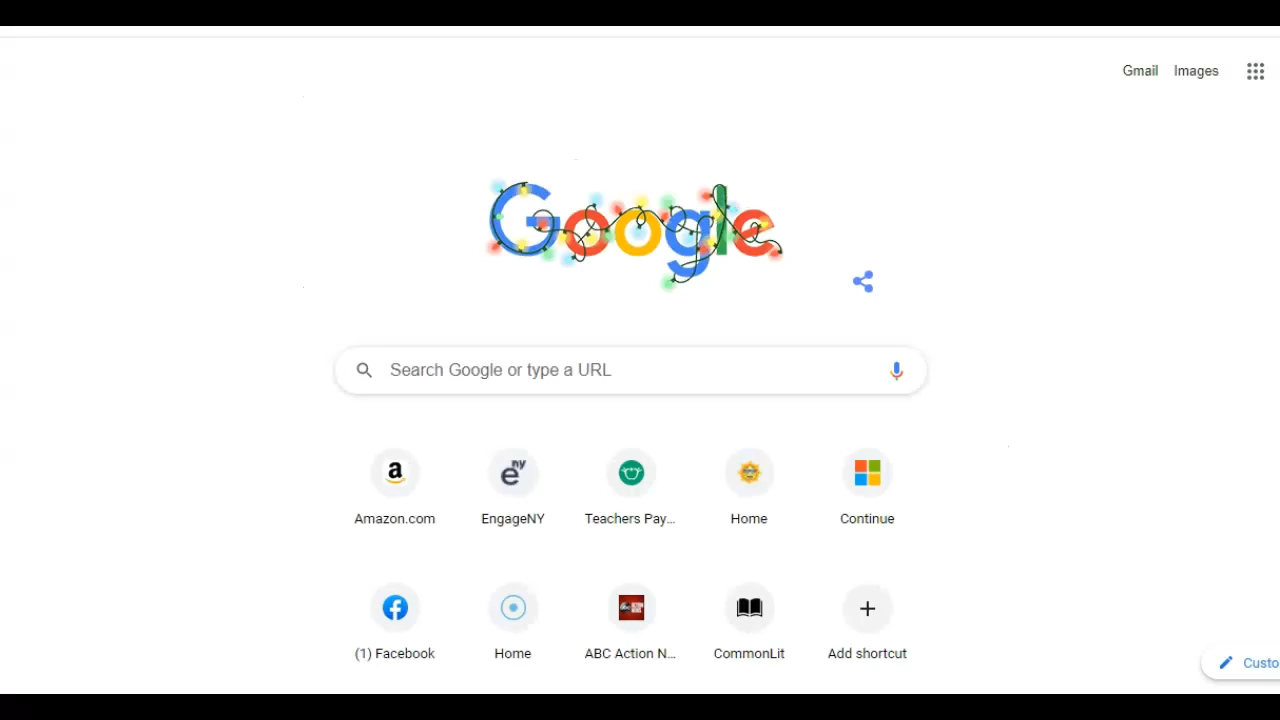 Gmail Images
Google
Search Google or type a URL
Amazon.com EngageNY Teachers Pay... Home Continue
(1) Facebook Home ABC Action N... CommonLit Add shortcut
Custo